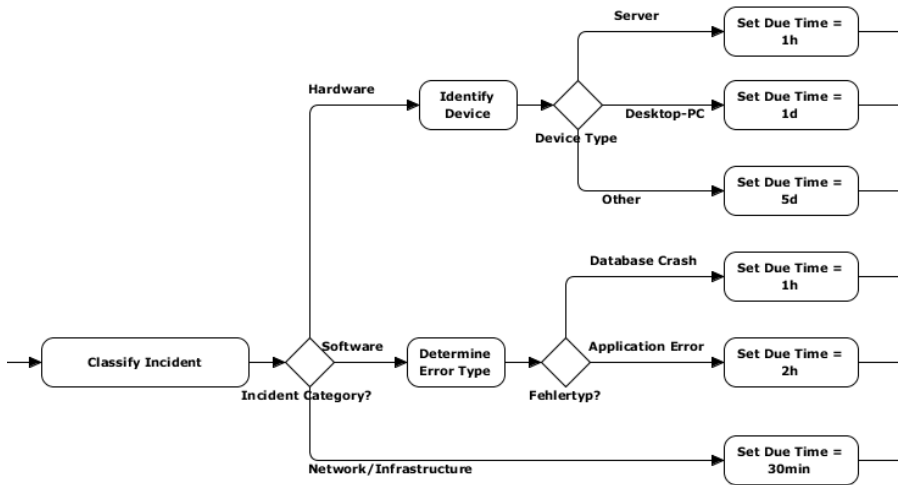 Server
Set Due Time =
1h
Hardware
Identify
Device
Desktop-PC
Device Type
Set Due Time =
1d
Other
Set Due Time =
5d
Database Crash
Set Due Time =
1h
Classify Incident
Software
Incident Category?
Determine
Error Type
Application Error
Fehlertyp?
Set Due Time =
2h
Network/Infrastructure
Set Due Time =
30min